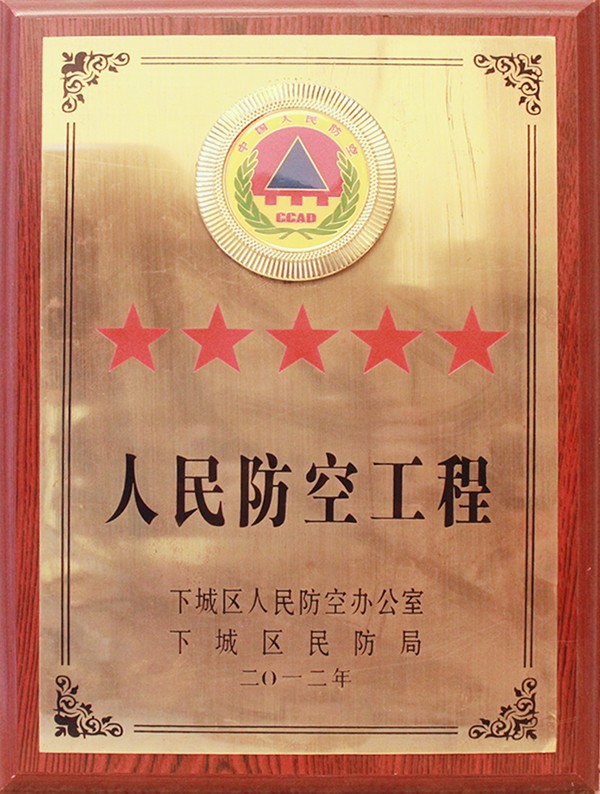 中国人民防空
CCAD
人民防空工程
下城区人民防空办公室
下城区民防局
二〇一二年